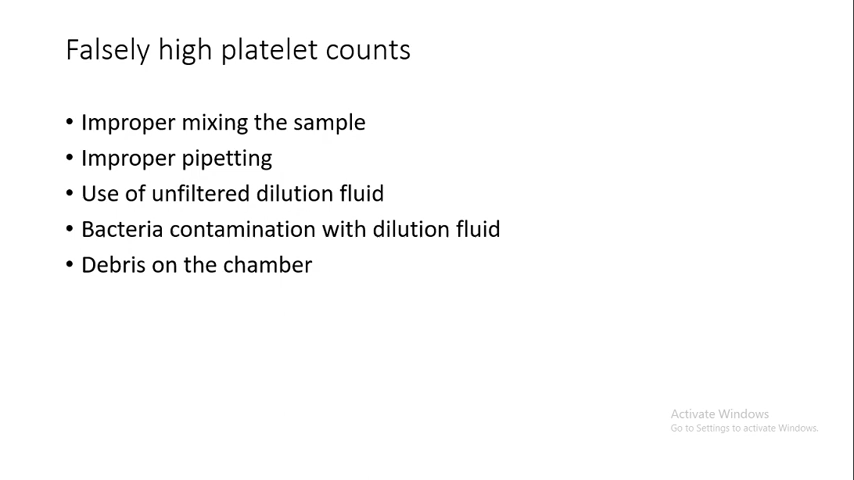 Falsely high platelet counts
• Improper mixing the sample
• Improper pipetting
• Use of unfiltered dilution fluid
• Bacteria contamination with dilution fluid
• Debris on the chamber
Activate Windows
Go to Settings to activate Windows.